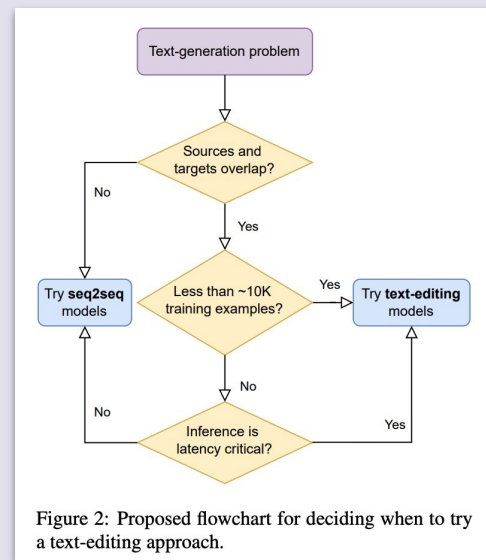 Text-generation problem
Sources and
targets overlap?
No
Yes
Try seq2seq
models
Less than ~10K
training examples?
Yes
Try text-editing
models
No
No
Inference is
latency critical?
Yes
Figure 2: Proposed flowchart for deciding when to try
a text-editing approach.